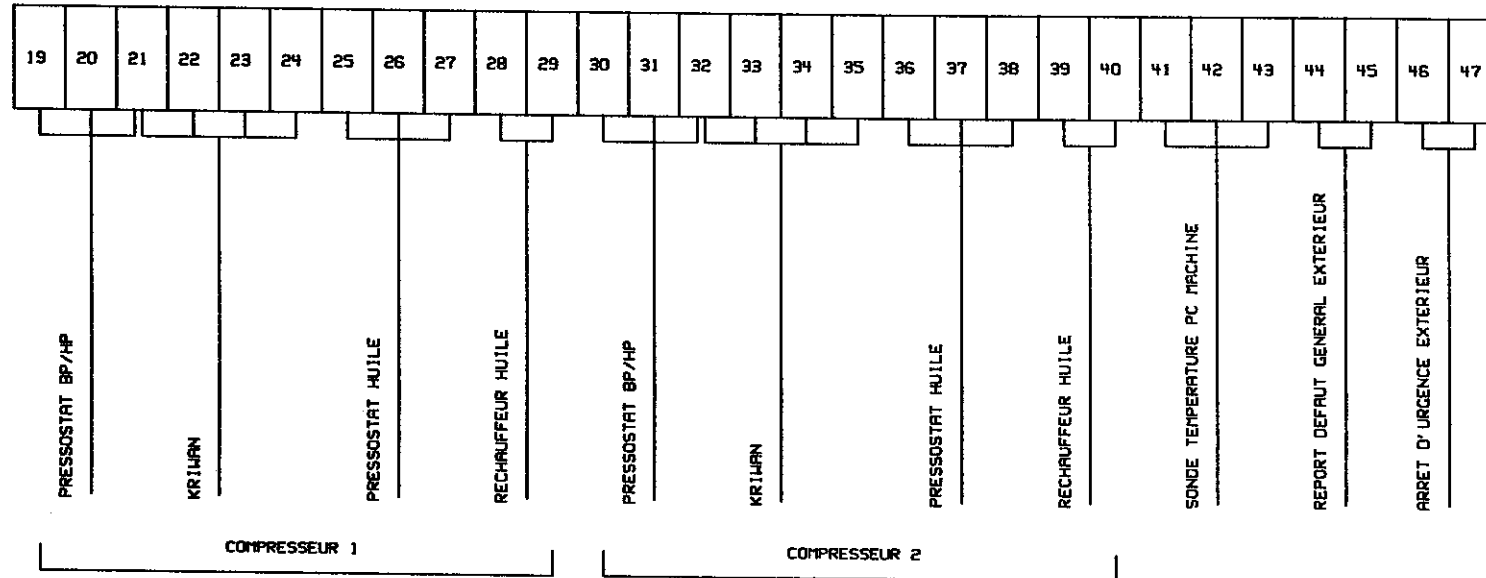 19 20 21 22 23 24 25 26 27 28 29 30 31 32 33 34 35 36 37 38 39 40 41 42 43 44 45 46 47
PRESSOSTAT BP/HP
KRIWAN
PRESSOSTAT HUILE
RECHAUFFEUR HUILE
PRESSOSTAT BP/HP
KRIWAN
PRESSOSTAT HUILE
RECHAUFFEUR HUILE
SONDE TEMPERATURE PC MACHINE
REPORT DEFAUT GENERAL EXTERIEUR
ARRET D'URGENCE EXTERIEUR
COMPRESSEUR 1
COMPRESSEUR 2